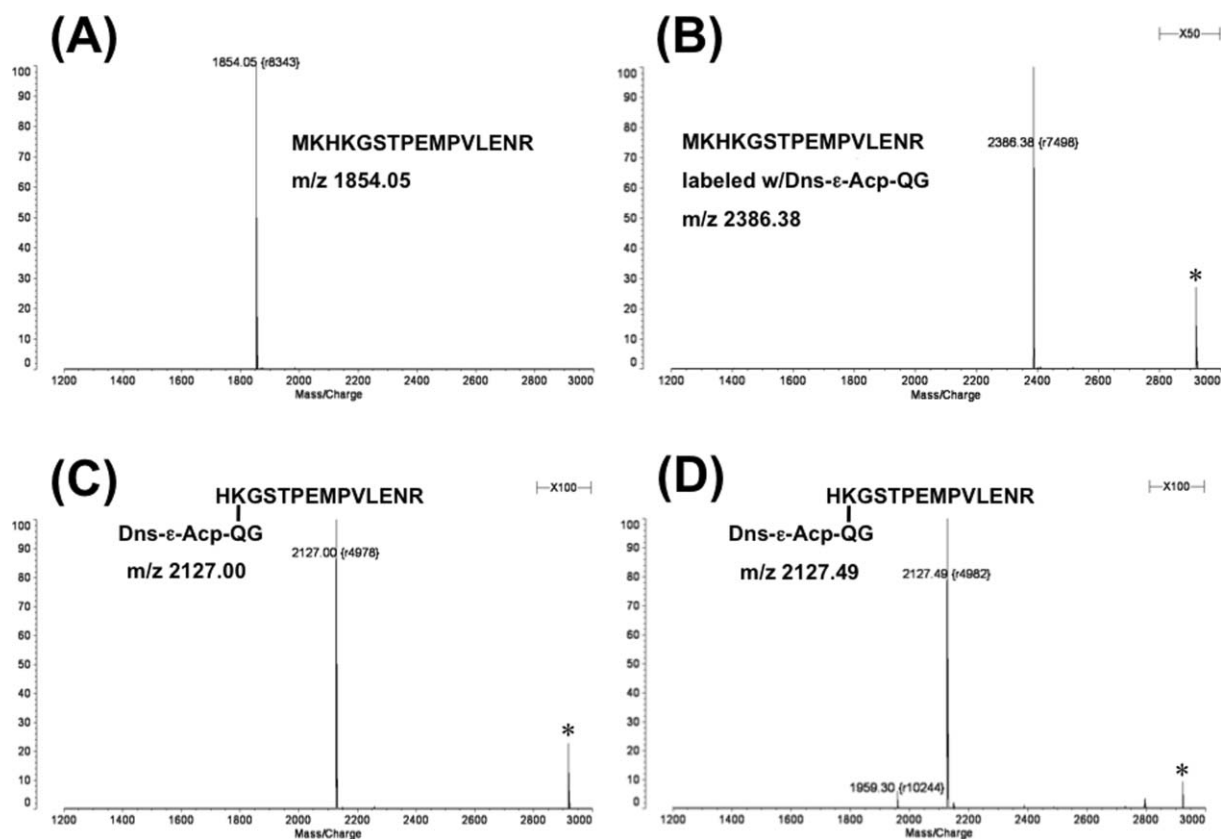 (A)
100
90
80
70
60
50
40
30
20
10
0
1854.05 {r8343}
MKHKGSTPEMPVLENR
m/z 1854.05
1200 1400 1600 1800 2000 2200 2400 2600 2800 3000
Mass/Charge
(B)
X50
100
90
80
70
60
50
40
30
20
10
0
MKHKGSTPEMPVLENR
2386.38 {r7498}
labeled w/Dns-ε-Acp-QG
m/z 2386.38
*
1200 1400 1600 1800 2000 2200 2400 2600 2800 3000
Mass/Charge
(C)
X100
HKGSTPEMPVLENR
Dns-ε-Acp-QG
m/z 2127.00
2127.00 {r4978}
100
90
80
70
60
50
40
30
20
10
0
*
1200 1400 1600 1800 2000 2200 2400 2600 2800 3000
Mass/Charge
(D)
X100
HKGSTPEMPVLENR
Dns-ε-Acp-QG
m/z 2127.49
2127.49 {r4982}
100
90
80
70
60
50
40
30
20
10
0
1959.30 {r10244}
*
1200 1400 1600 1800 2000 2200 2400 2600 2800 3000
Mass/Charge